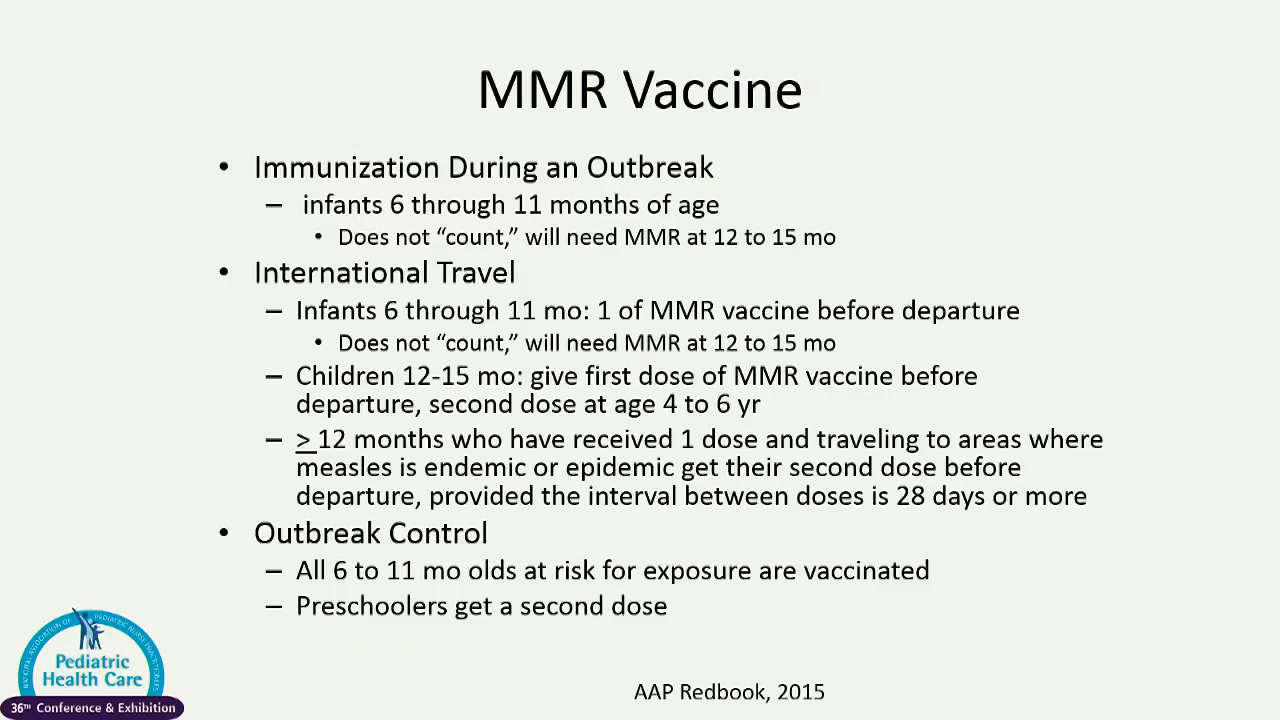 MMR Vaccine
• Immunization During an Outbreak
– infants 6 through 11 months of age
• Does not “count,” will need MMR at 12 to 15 mo
• International Travel
– Infants 6 through 11 mo: 1 of MMR vaccine before departure
• Does not “count,” will need MMR at 12 to 15 mo
– Children 12-15 mo: give first dose of MMR vaccine before
departure, second dose at age 4 to 6 yr
– > 12 months who have received 1 dose and traveling to areas where
measles is endemic or epidemic get their second dose before
departure, provided the interval between doses is 28 days or more
• Outbreak Control
– All 6 to 11 mo olds at risk for exposure are vaccinated
– Preschoolers get a second dose
NATIONAL ASSOCIATION OF PEDIATRIC NURSE PRACTITIONERS
Pediatric
Health Care
36TH Conference & Exhibition
AAP Redbook, 2015